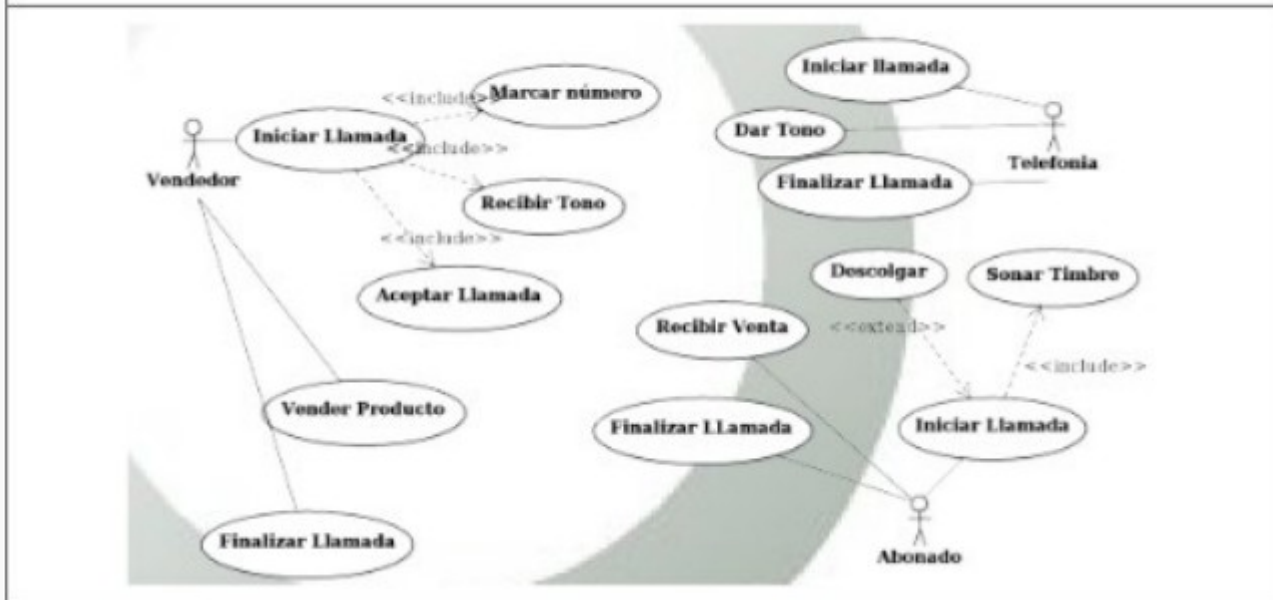 Iniciar llamada
<<include>>
Marcar número
Iniciar Llamada
Dar Tono
<<include>>
Vendedor
Telefonia
Finalizar Llamada
Recibir Tono
<<include>>
Descolgar
Sonar Timbre
Aceptar Llamada
Recibir Venta
<<extend>>
<<include>>
Vender Producto
Finalizar LLamada
Iniciar Llamada
Finalizar Llamada
Abonado